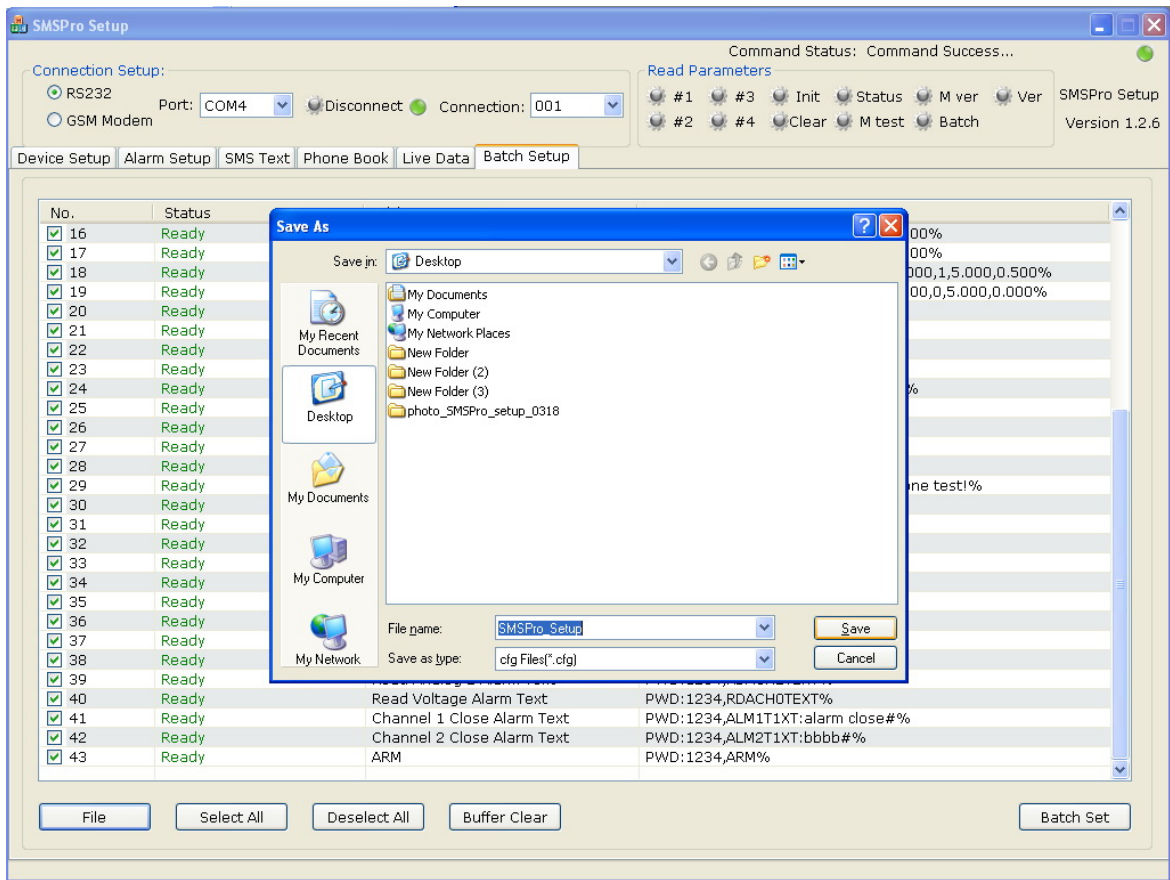 SMSPro Setup
Command Status: Command Success...
Connection Setup:
Read Parameters
RS232
Port: COM4 Disconnect Connection: 001
GSM Modem
#1 #3 Init Status M ver Ver
#2 #4 Clear M test Batch
SMSPro Setup
Version 1.2.6
Device Setup Alarm Setup SMS Text Phone Book Live Data Batch Setup
No. Status
16 Ready 00%
17 Ready 00%
18 Ready 000,1,5.000,0.500%
19 Ready 00,0,5.000,0.000%
20 Ready
21 Ready
22 Ready
23 Ready
24 Ready %
25 Ready
26 Ready
27 Ready
28 Ready
29 Ready ne test!%
30 Ready
31 Ready
32 Ready
33 Ready
34 Ready
35 Ready
36 Ready
37 Ready
38 Ready
39 Ready
40 Ready Read Voltage Alarm Text PWD:1234,RDACH0TEXT%
41 Ready Channel 1 Close Alarm Text PWD:1234,ALM1T1XT:alarm close#%
42 Ready Channel 2 Close Alarm Text PWD:1234,ALM2T1XT:bbbb#%
43 Ready ARM PWD:1234,ARM%
Save As
Save in: Desktop
My Recent
Documents
Desktop
My Documents
My Computer
My Network
My Documents
My Computer
My Network Places
New Folder
New Folder (2)
New Folder (3)
photo_SMSPro_setup_0318
File name: SMSPro_Setup Save
Save as type: cfg Files(*.cfg) Cancel
File Select All Deselect All Buffer Clear Batch Set